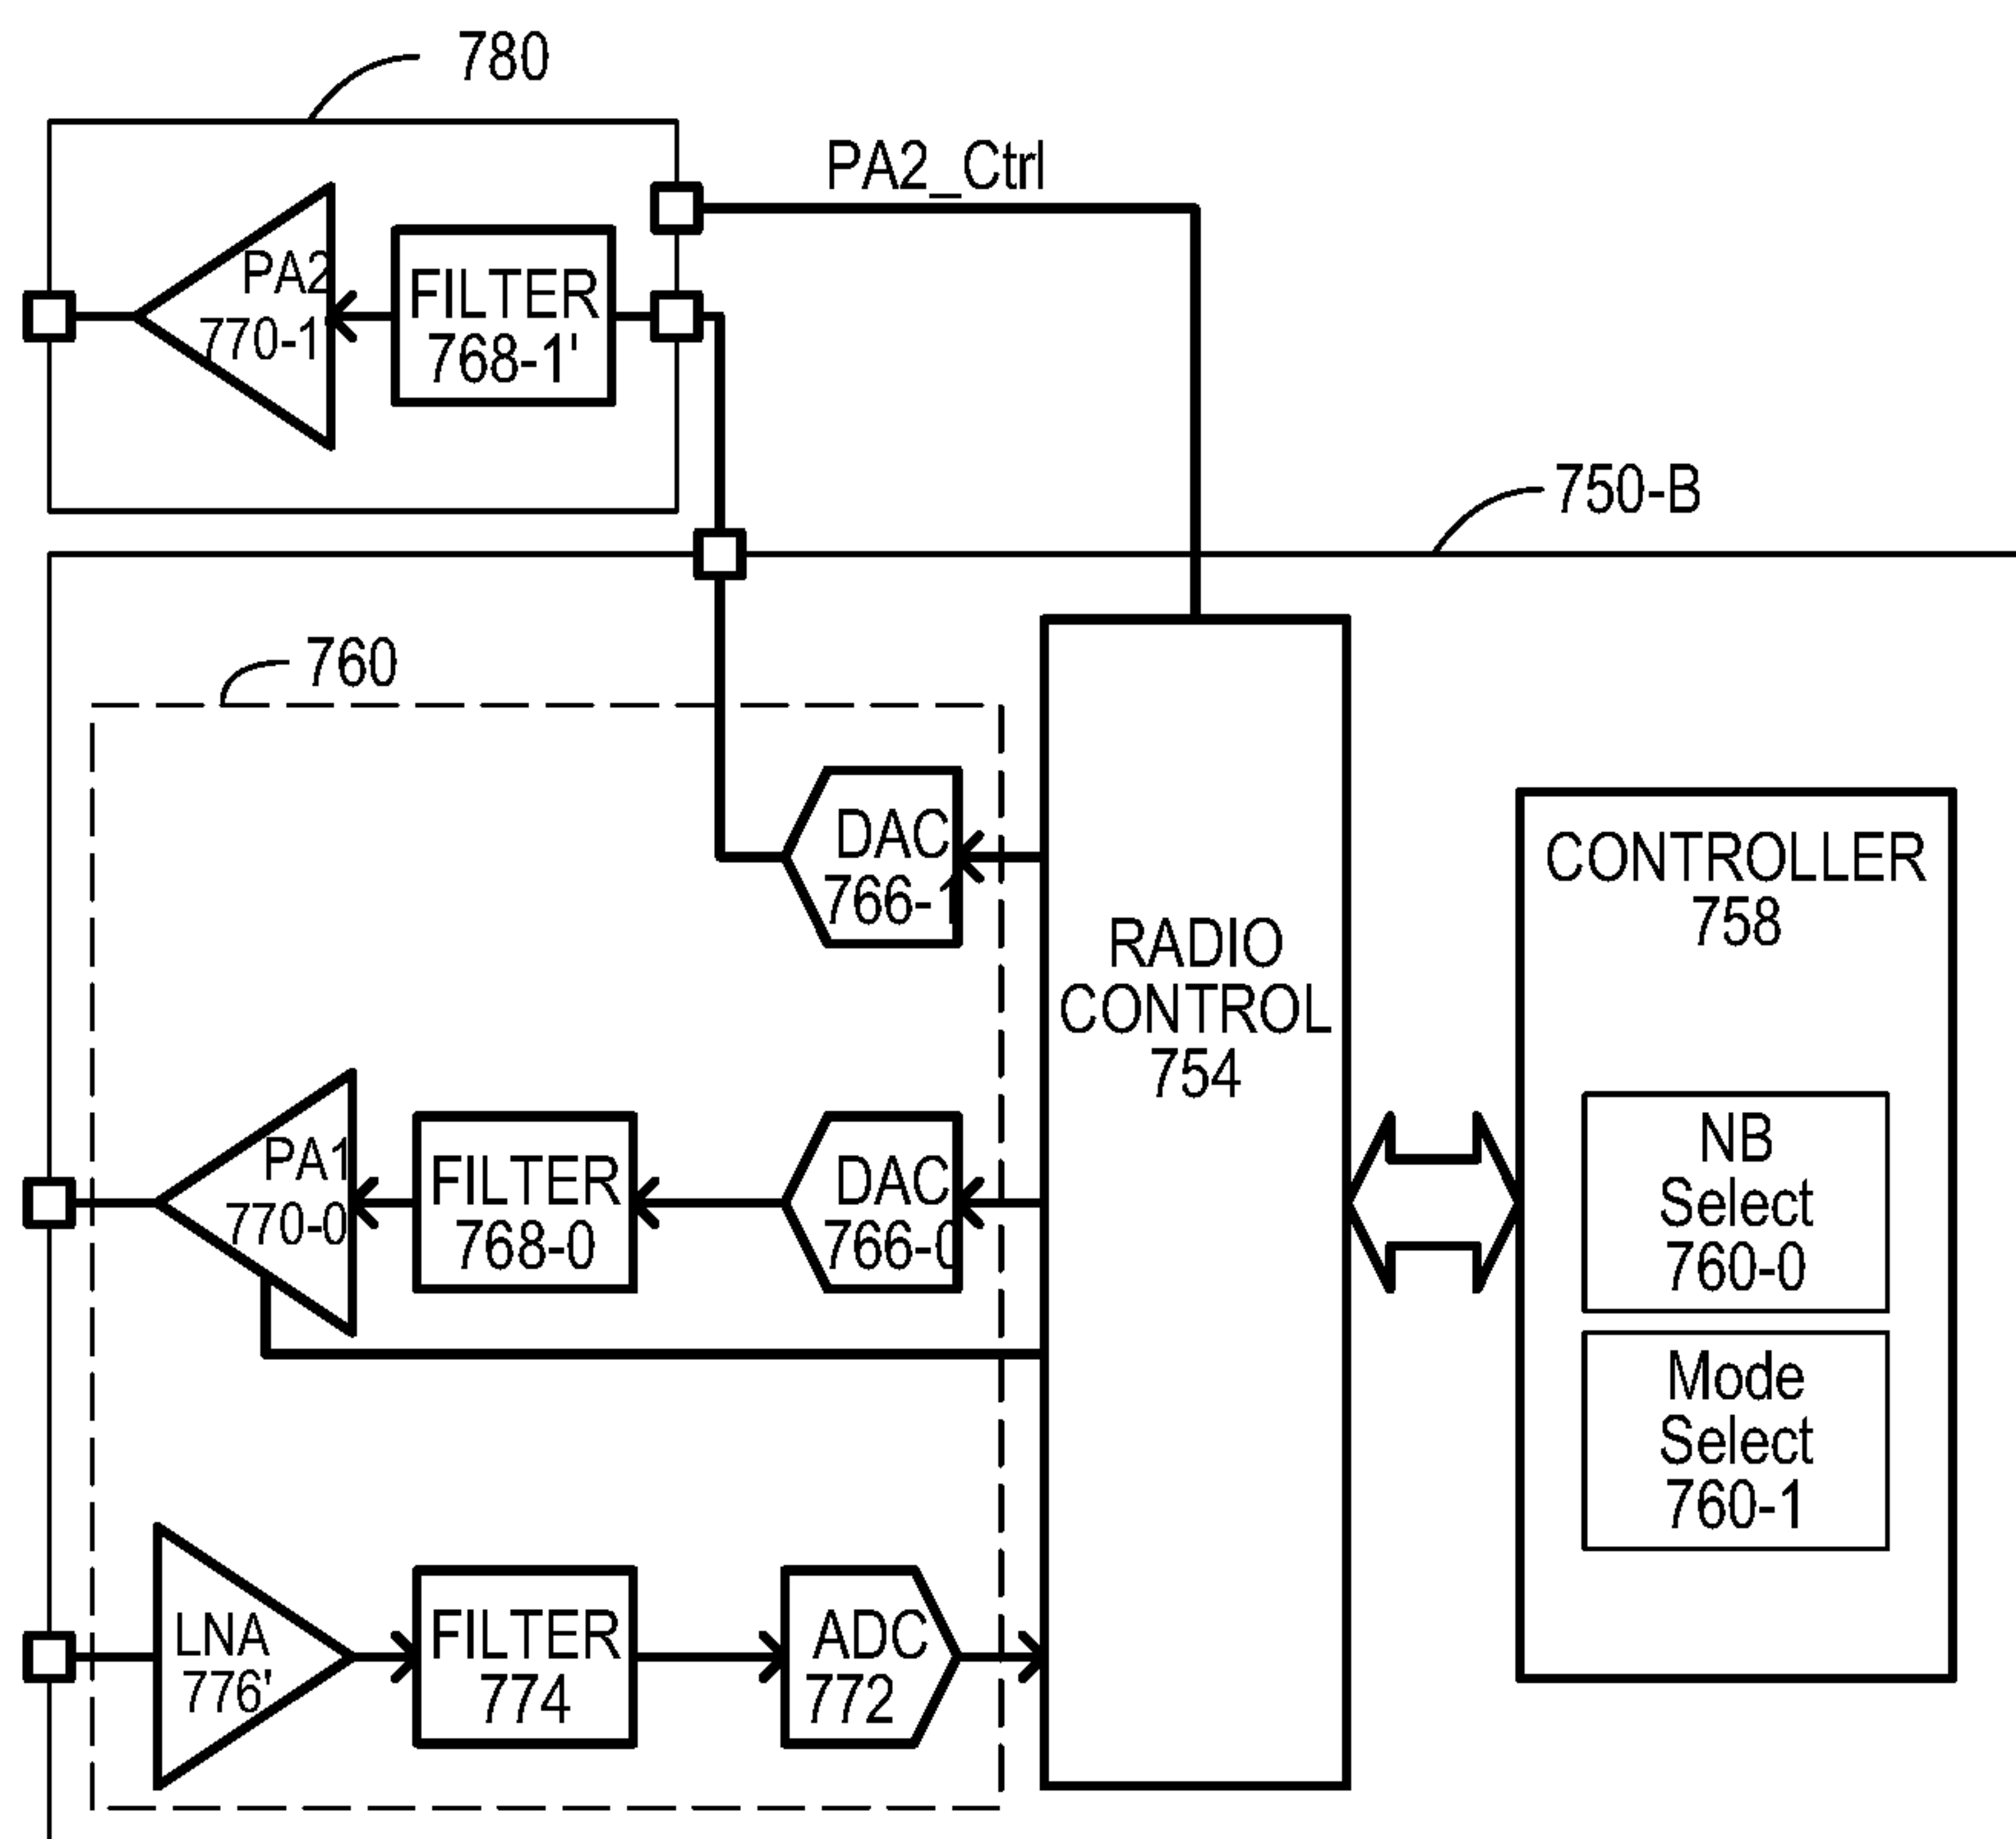 780
PA2_Ctrl
PA2
770-1
FILTER
768-1'
750-B
760
DAC
766-1
RADIO
CONTROL
754
CONTROLLER
758
NB
Select
760-0
Mode
Select
760-1
PA1
770-0
FILTER
768-0
DAC
766-0
LNA
776'
FILTER
774
ADC
772